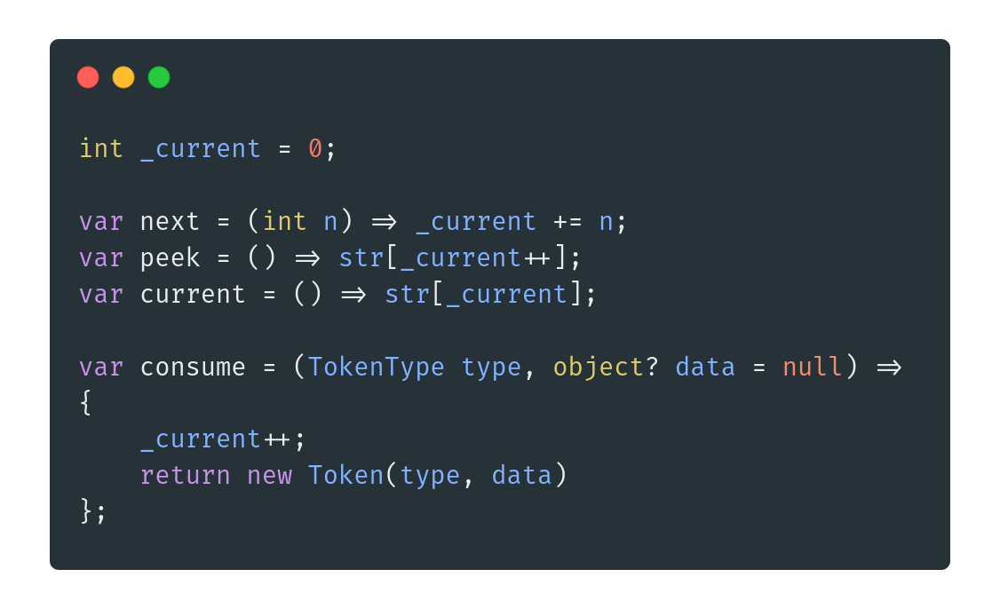 int _current = 0;
var next = (int n) => _current += n;
var peek = () => str[_current++];
var current = () => str[_current];
var consume = (TokenType type, object? data = null) =>
{
    _current++;
    return new Token(type, data)
};